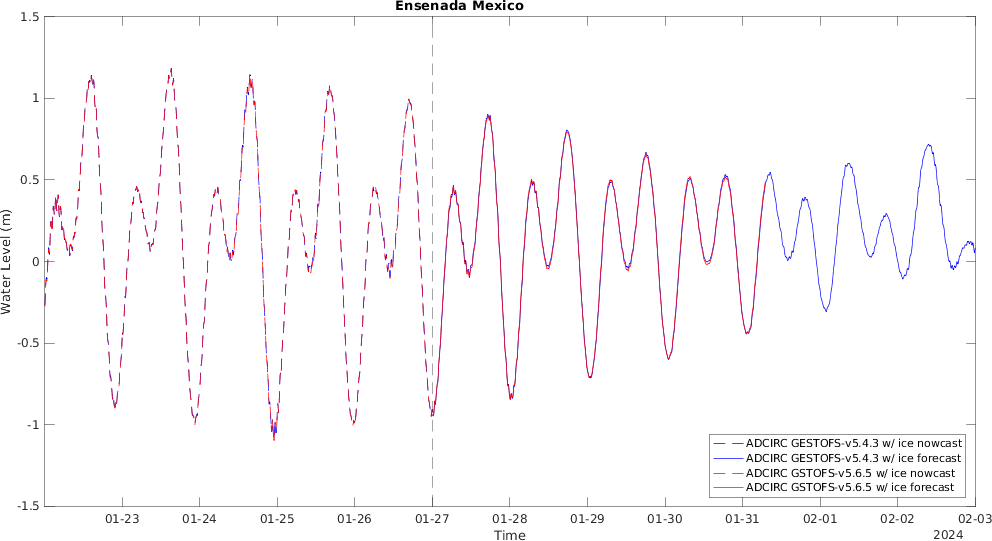 Ensenada Mexico
1.5
1
0.5
0
-0.5
-1
-1.5
Water Level (m)
01-23 01-24 01-25 01-26 01-27 01-28 01-29 01-30 01-31 02-01 02-02 02-03
Time
2024
ADCIRC GESTOFS-v5.4.3 w/ ice nowcast
ADCIRC GESTOFS-v5.4.3 w/ ice forecast
ADCIRC GSTOFS-v5.6.5 w/ ice nowcast
ADCIRC GSTOFS-v5.6.5 w/ ice forecast